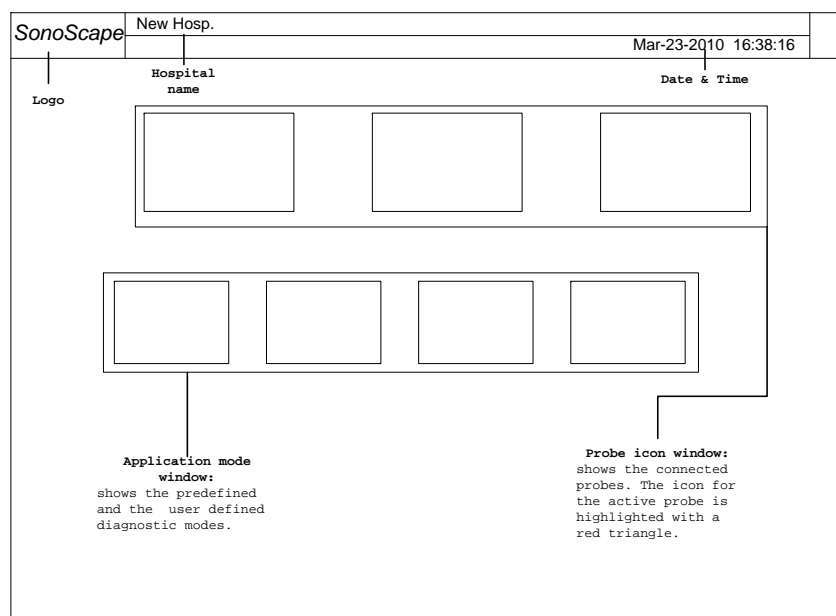 SonoScape
New Hosp.
Mar-23-2010 16:38:16
Logo
Hospital
name
Date & Time
Application mode
window:
shows the predefined
and the user defined
diagnostic modes.
Probe icon window:
shows the connected
probes. The icon for
the active probe is
highlighted with a
red triangle.